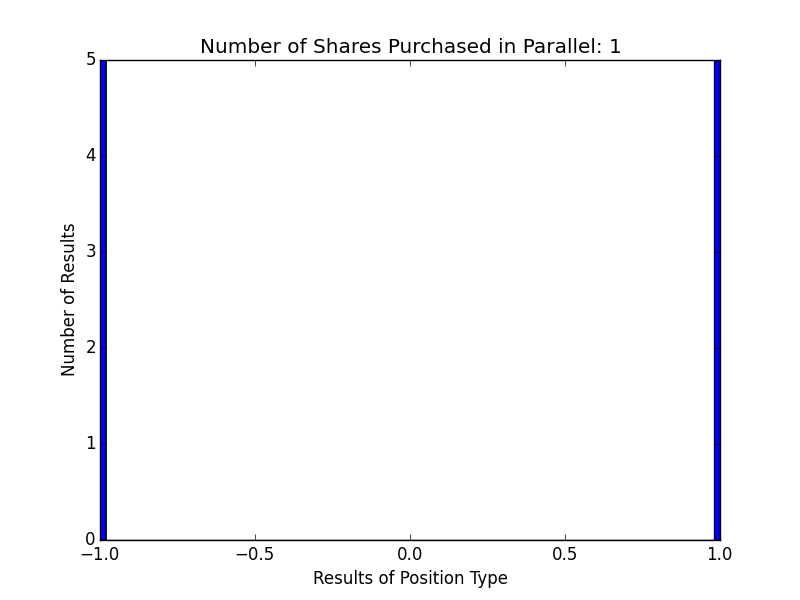 Number of Shares Purchased in Parallel: 1
5
4
3
2
1
0
Number of Results
−1.0 −0.5 0.0 0.5 1.0
Results of Position Type